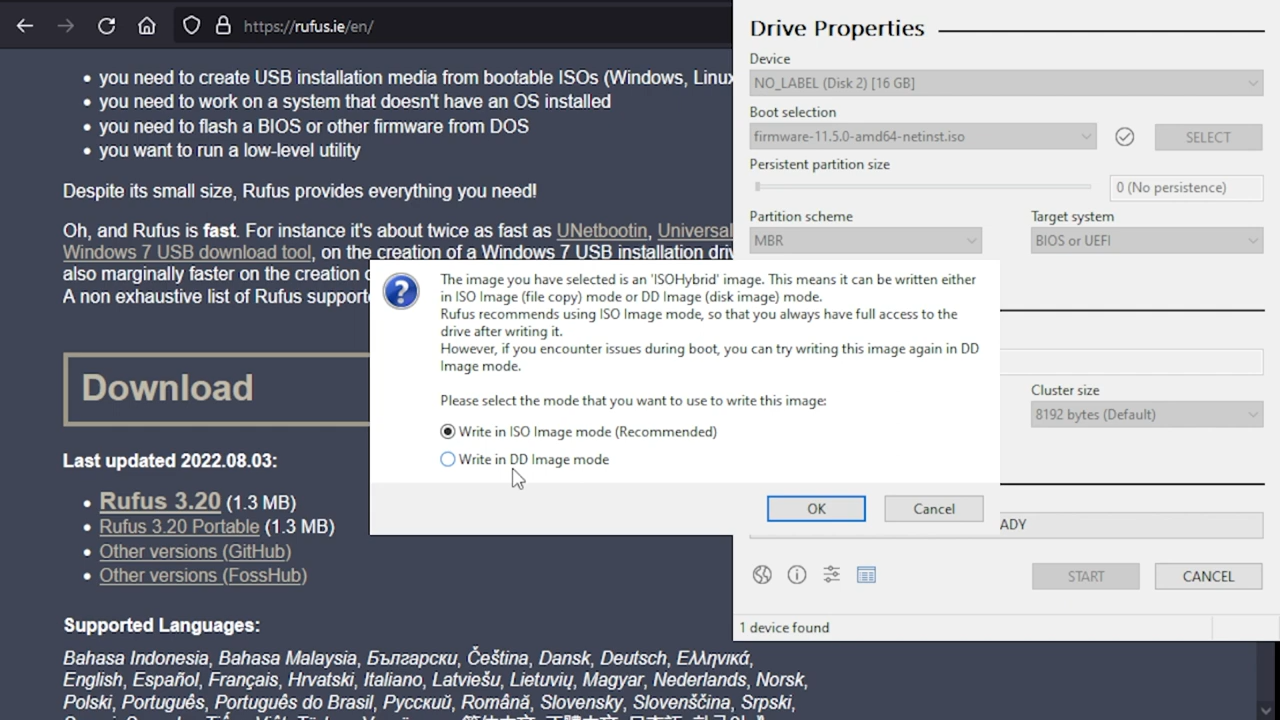 https://rufus.ie/en/
• you need to create USB installation media from bootable ISOs (Windows, Linux
• you need to work on a system that doesn't have an OS installed
• you need to flash a BIOS or other firmware from DOS
• you want to run a low-level utility
Despite its small size, Rufus provides everything you need!
Oh, and Rufus is fast. For instance it's about twice as fast as UNetbootin, Universal
Windows 7 USB download tool, on the creation of a Windows 7 USB installation
also marginally faster on the creation
A non exhaustive list of Rufus
Download
Last updated 2022.08.03:
• Rufus 3.20 (1.3 MB)
• Rufus 3.20 Portable (1.3 MB)
• Other versions (GitHub)
• Other versions (FossHub)
Supported Languages:
Bahasa Indonesia, Bahasa Malaysia, Български, Čeština, Dansk, Deutsch, Ελληνικά,
English, Español, Français, Hrvatski, Italiano, Latviešu, Lietuvių, Magyar, Nederlands, Norsk,
Polski, Português, Português do Brasil, Русский, Română, Slovensky, Slovenščina, Srpski,
Drive Properties
Device
NO_LABEL (Disk 2) [16 GB]
Boot selection
firmware-11.5.0-amd64-netinst.iso
SELECT
Persistent partition size
0 (No persistence)
Partition scheme
Target system
MBR
BIOS or UEFI
The image you have selected is an 'ISOHybrid' image. This means it can be written either
in ISO Image (file copy) mode or DD Image (disk image) mode.
Rufus recommends using ISO Image mode, so that you always have full access to the
drive after writing it.
However, if you encounter issues during boot, you can try writing this image again in DD
Image mode.
Please select the mode that you want to use to write this image:
Write in ISO Image mode (Recommended)
Write in DD Image mode
OK
Cancel
Cluster size
8192 bytes (Default)
ADY
START
CANCEL
1 device found